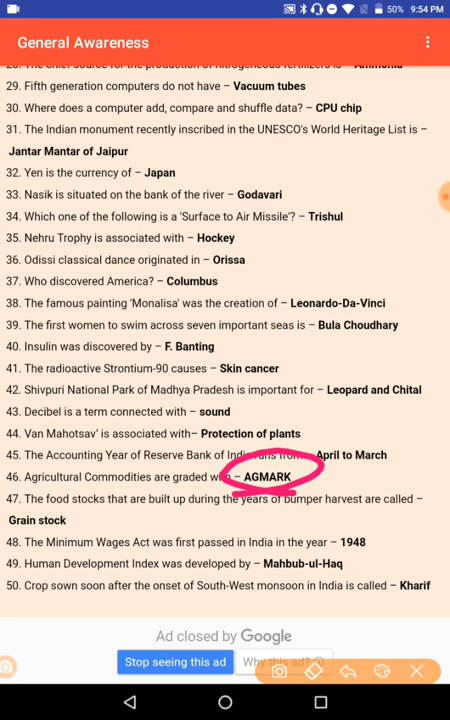 50% 9:54 PM
General Awareness
29. Fifth generation computers do not have – Vacuum tubes
30. Where does a computer add, compare and shuffle data? – CPU chip
31. The Indian monument recently inscribed in the UNESCO's World Heritage List is –
Jantar Mantar of Jaipur
32. Yen is the currency of – Japan
33. Nasik is situated on the bank of the river – Godavari
34. Which one of the following is a 'Surface to Air Missile'? – Trishul
35. Nehru Trophy is associated with – Hockey
36. Odissi classical dance originated in – Orissa
37. Who discovered America? – Columbus
38. The famous painting 'Monalisa' was the creation of – Leonardo-Da-Vinci
39. The first women to swim across seven important seas is – Bula Choudhary
40. Insulin was discovered by – F. Banting
41. The radioactive Strontium-90 causes – Skin cancer
42. Shivpuri National Park of Madhya Pradesh is important for – Leopard and Chital
43. Decibel is a term connected with – sound
44. Van Mahotsav' is associated with– Protection of plants
45. The Accounting Year of Reserve Bank of India runs from – April to March
46. Agricultural Commodities are graded with – AGMARK
47. The food stocks that are built up during the years of bumper harvest are called –
Grain stock
48. The Minimum Wages Act was first passed in India in the year – 1948
49. Human Development Index was developed by – Mahbub-ul-Haq
50. Crop sown soon after the onset of South-West monsoon in India is called – Kharif
Ad closed by Google
Stop seeing this ad Why this ad?